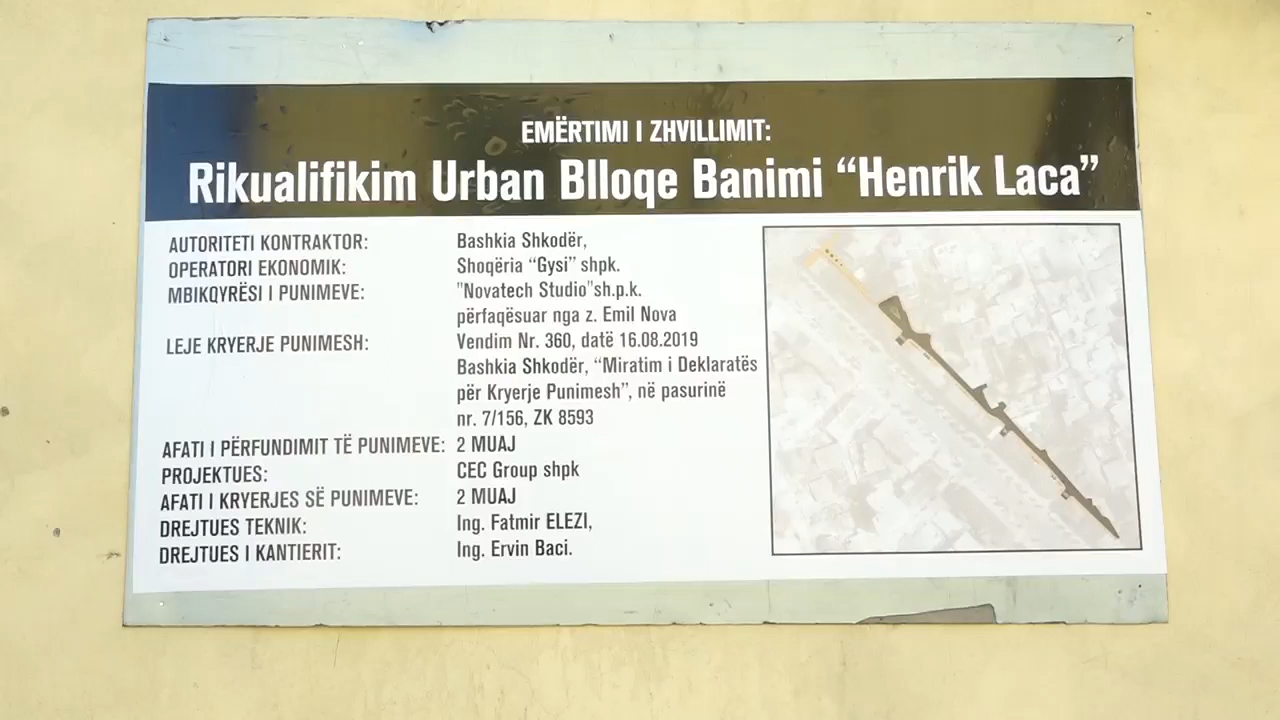 EMËRTIMI I ZHVILLIMIT:
Rikualifikim Urban Blloqe Banimi “Henrik Laca”
AUTORITETI KONTRAKTOR: Bashkia Shkodër,
OPERATORI EKONOMIK: Shoqëria “Gysi” shpk.
MBIKQYRËSI I PUNIMEVE: "Novatech Studio"sh.p.k.
përfaqësuar nga z. Emil Nova
LEJE KRYERJE PUNIMESH: Vendim Nr. 360, datë 16.08.2019
Bashkia Shkodër, “Miratim i Deklaratës
për Kryerje Punimesh”, në pasurinë
nr. 7/156, ZK 8593
AFATI I PËRFUNDIMIT TË PUNIMEVE: 2 MUAJ
PROJEKTUES: CEC Group shpk
AFATI I KRYERJES SË PUNIMEVE: 2 MUAJ
DREJTUES TEKNIK: Ing. Fatmir ELEZI,
DREJTUES I KANTIERIT: Ing. Ervin Baci.